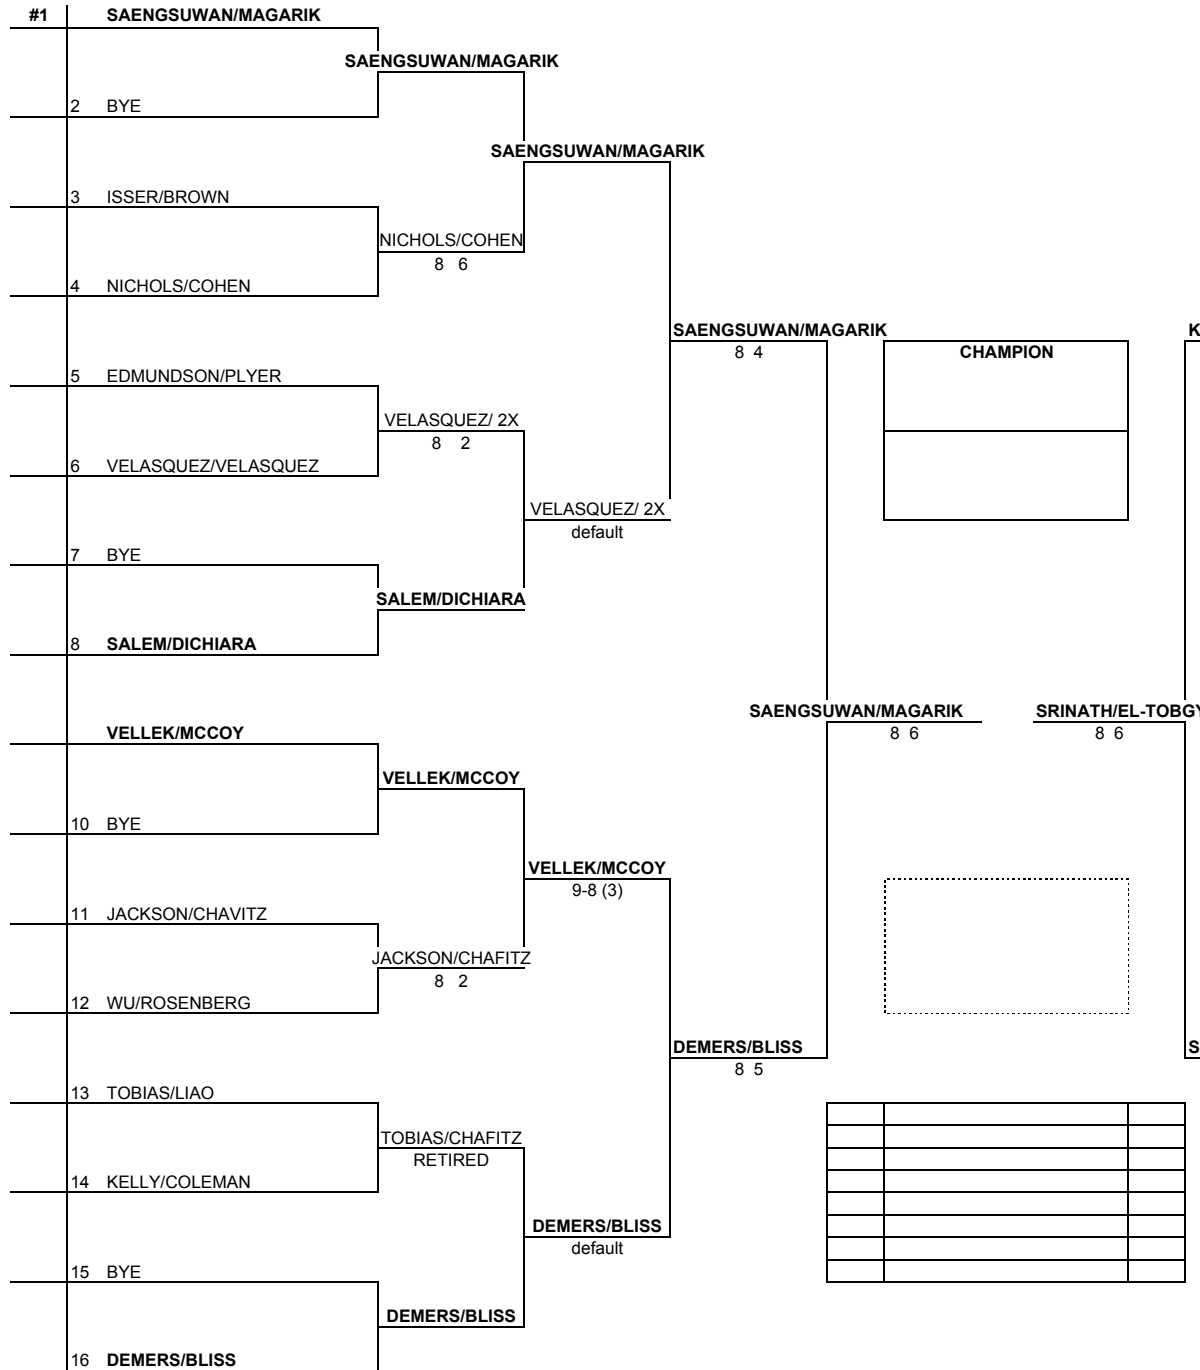 #1 SAENGSUWAN/MAGARIK
SAENGSUWAN/MAGARIK
2 BYE
SAENGSUWAN/MAGARIK
3 ISSER/BROWN
NICHOLS/COHEN
8 6
4 NICHOLS/COHEN
SAENGSUWAN/MAGARIK K
8 4 CHAMPION
5 EDMUNDSON/PLYER
VELASQUEZ/ 2X
8 2
6 VELASQUEZ/VELASQUEZ
VELASQUEZ/ 2X
default
7 BYE
SALEM/DICHIARA
8 SALEM/DICHIARA
SAENGSUWAN/MAGARIK SRINATH/EL-TOBGY
8 6 8 6
VELLEK/MCCOY
VELLEK/MCCOY
10 BYE
VELLEK/MCCOY
9-8 (3)
11 JACKSON/CHAVITZ
JACKSON/CHAFITZ
8 2
12 WU/ROSENBERG
DEMERS/BLISS S
8 5
13 TOBIAS/LIAO
TOBIAS/CHAFITZ
RETIRED
14 KELLY/COLEMAN
DEMERS/BLISS
default
15 BYE
DEMERS/BLISS
16 DEMERS/BLISS